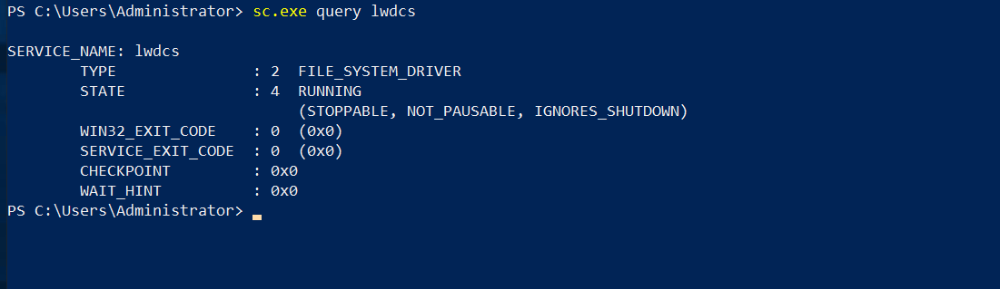 PS C:\Users\Administrator> sc.exe query lwdcs
SERVICE_NAME: lwdcs
TYPE : 2 FILE_SYSTEM_DRIVER
STATE : 4 RUNNING
(STOPPABLE, NOT_PAUSABLE, IGNORES_SHUTDOWN)
WIN32_EXIT_CODE : 0 (0x0)
SERVICE_EXIT_CODE : 0 (0x0)
CHECKPOINT : 0x0
WAIT_HINT : 0x0
PS C:\Users\Administrator>